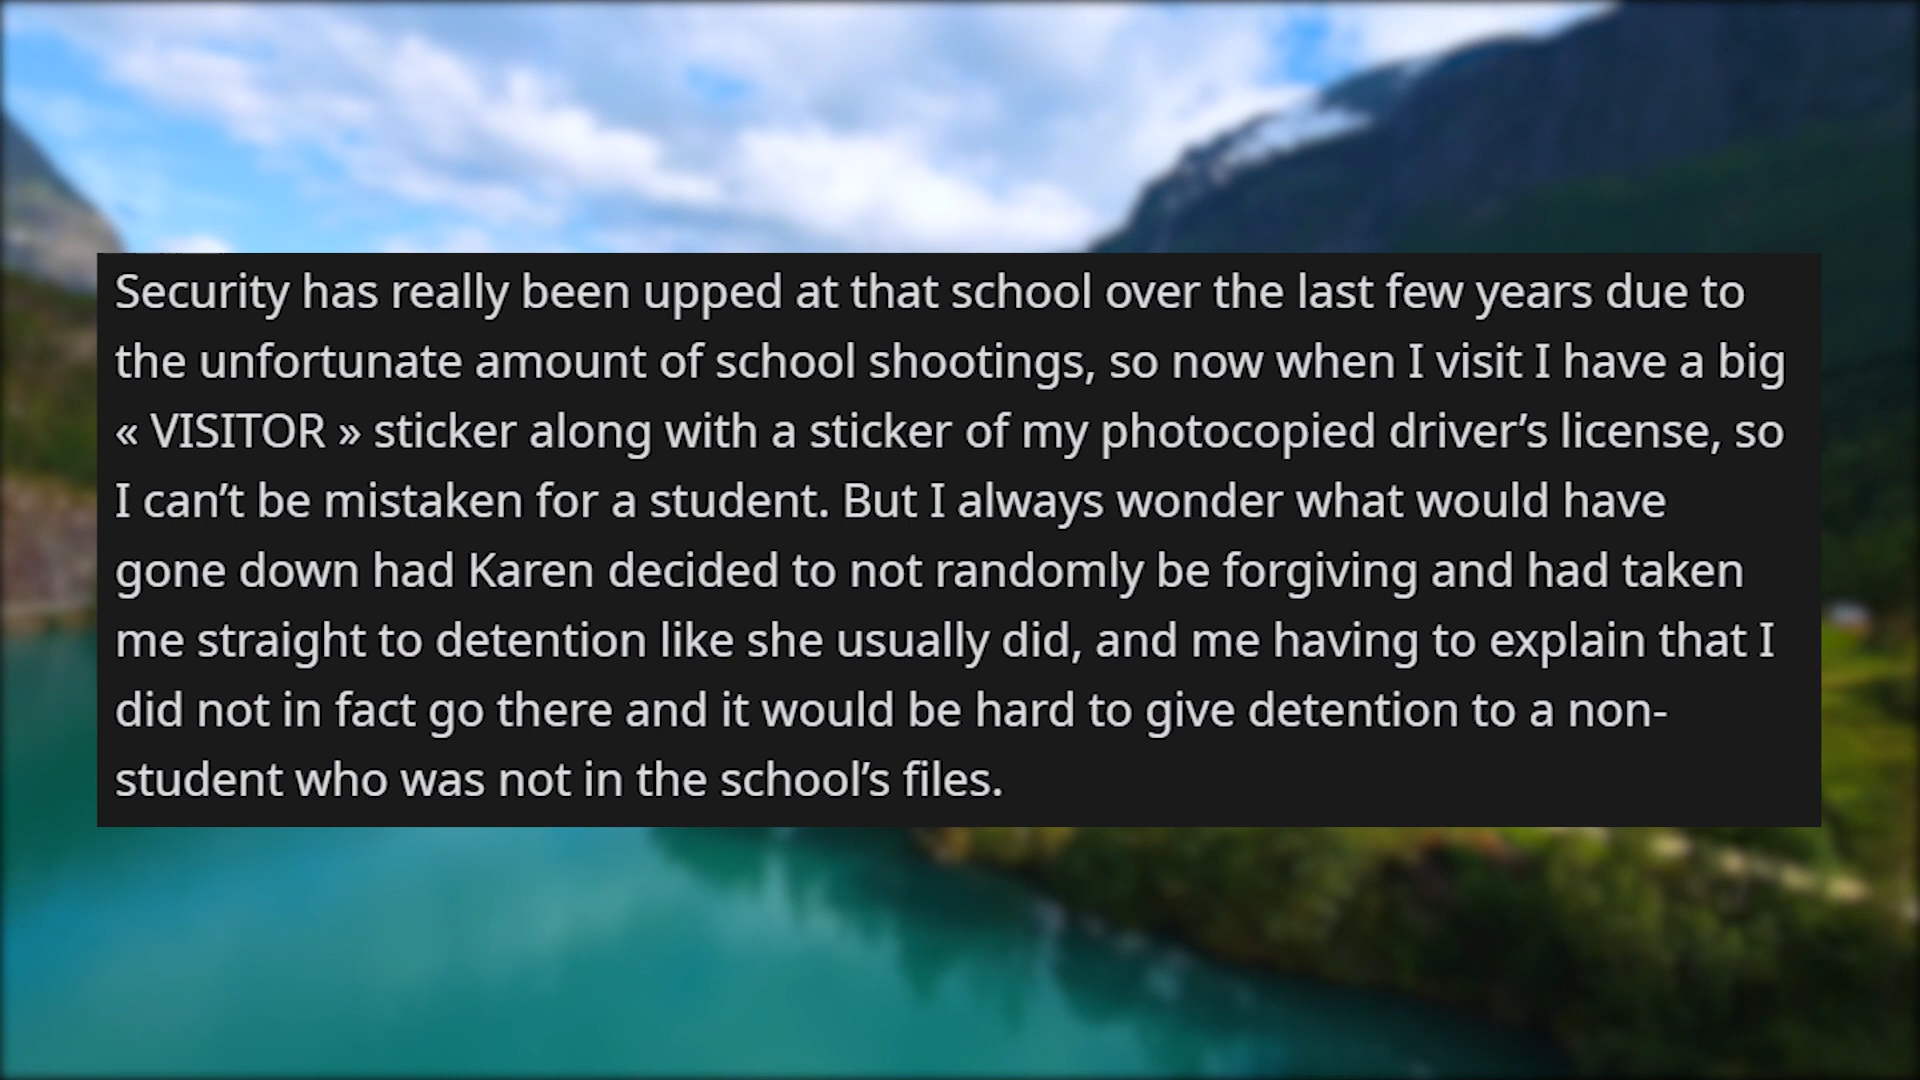 Security has really been upped at that school over the last few years due to
the unfortunate amount of school shootings, so now when I visit I have a big
« VISITOR » sticker along with a sticker of my photocopied driver’s license, so
I can’t be mistaken for a student. But I always wonder what would have
gone down had Karen decided to not randomly be forgiving and had taken
me straight to detention like she usually did, and me having to explain that I
did not in fact go there and it would be hard to give detention to a non-
student who was not in the school’s files.